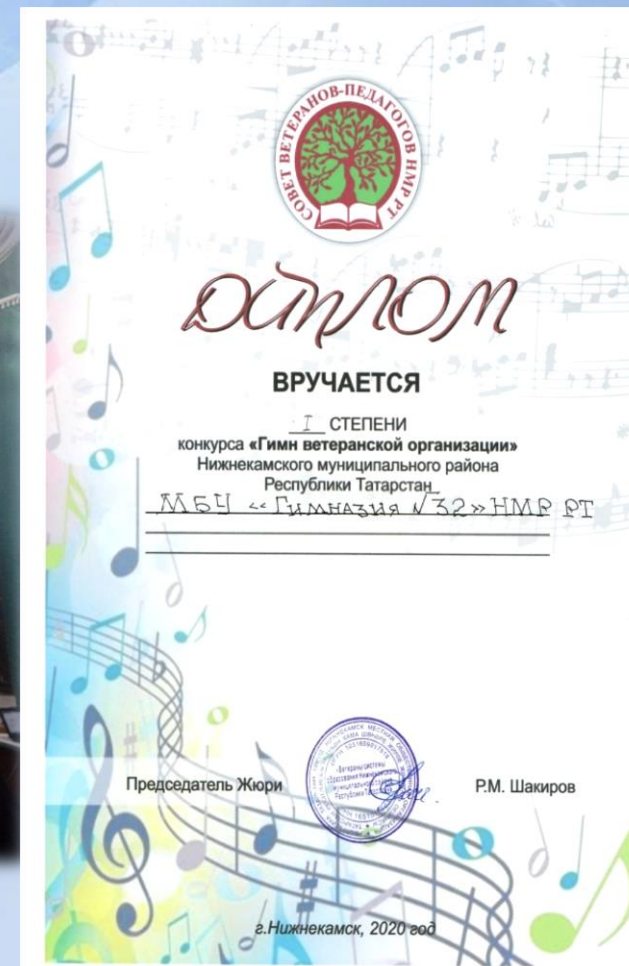 СОВЕТ ВЕТЕРАНОВ-ПЕДАГОГОВ НМР РТ
ДИПЛОМ
ВРУЧАЕТСЯ
I СТЕПЕНИ
конкурса «Гимн ветеранской организации»
Нижнекамского муниципального района
Республики Татарстан
МБУ «Гимназия №32» НМР РТ
Председатель Жюри
Р.М. Шакиров
г.Нижнекамск, 2020 год